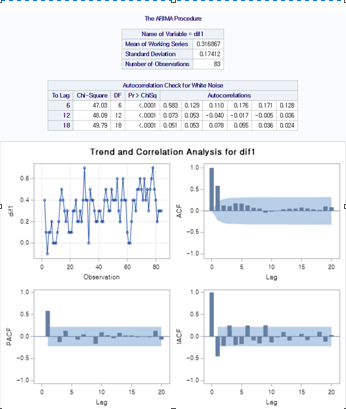 The ARIMA Procedure
Name of Variable = dif1
Mean of Working Series 0.316867
Standard Deviation 0.17412
Number of Observations 83
Autocorrelation Check for White Noise
To Lag Chi-Square DF Pr > ChiSq Autocorrelations
6 47.03 6 <.0001 0.583 0.129 0.110 0.176 0.171 0.128
12 48.09 12 <.0001 0.073 0.053 -0.040 -0.017 -0.005 0.036
18 49.79 18 <.0001 0.051 0.053 0.078 0.055 0.036 0.024
Trend and Correlation Analysis for dif1
dif1
0.6
0.4
0.2
0.0
0 20 40 60 80
Observation
ACF
1.0
0.5
0.0
-0.5
-1.0
0 5 10 15 20
Lag
PACF
1.0
0.5
0.0
-0.5
-1.0
0 5 10 15 20
Lag
IACF
1.0
0.5
0.0
-0.5
-1.0
0 5 10 15 20
Lag